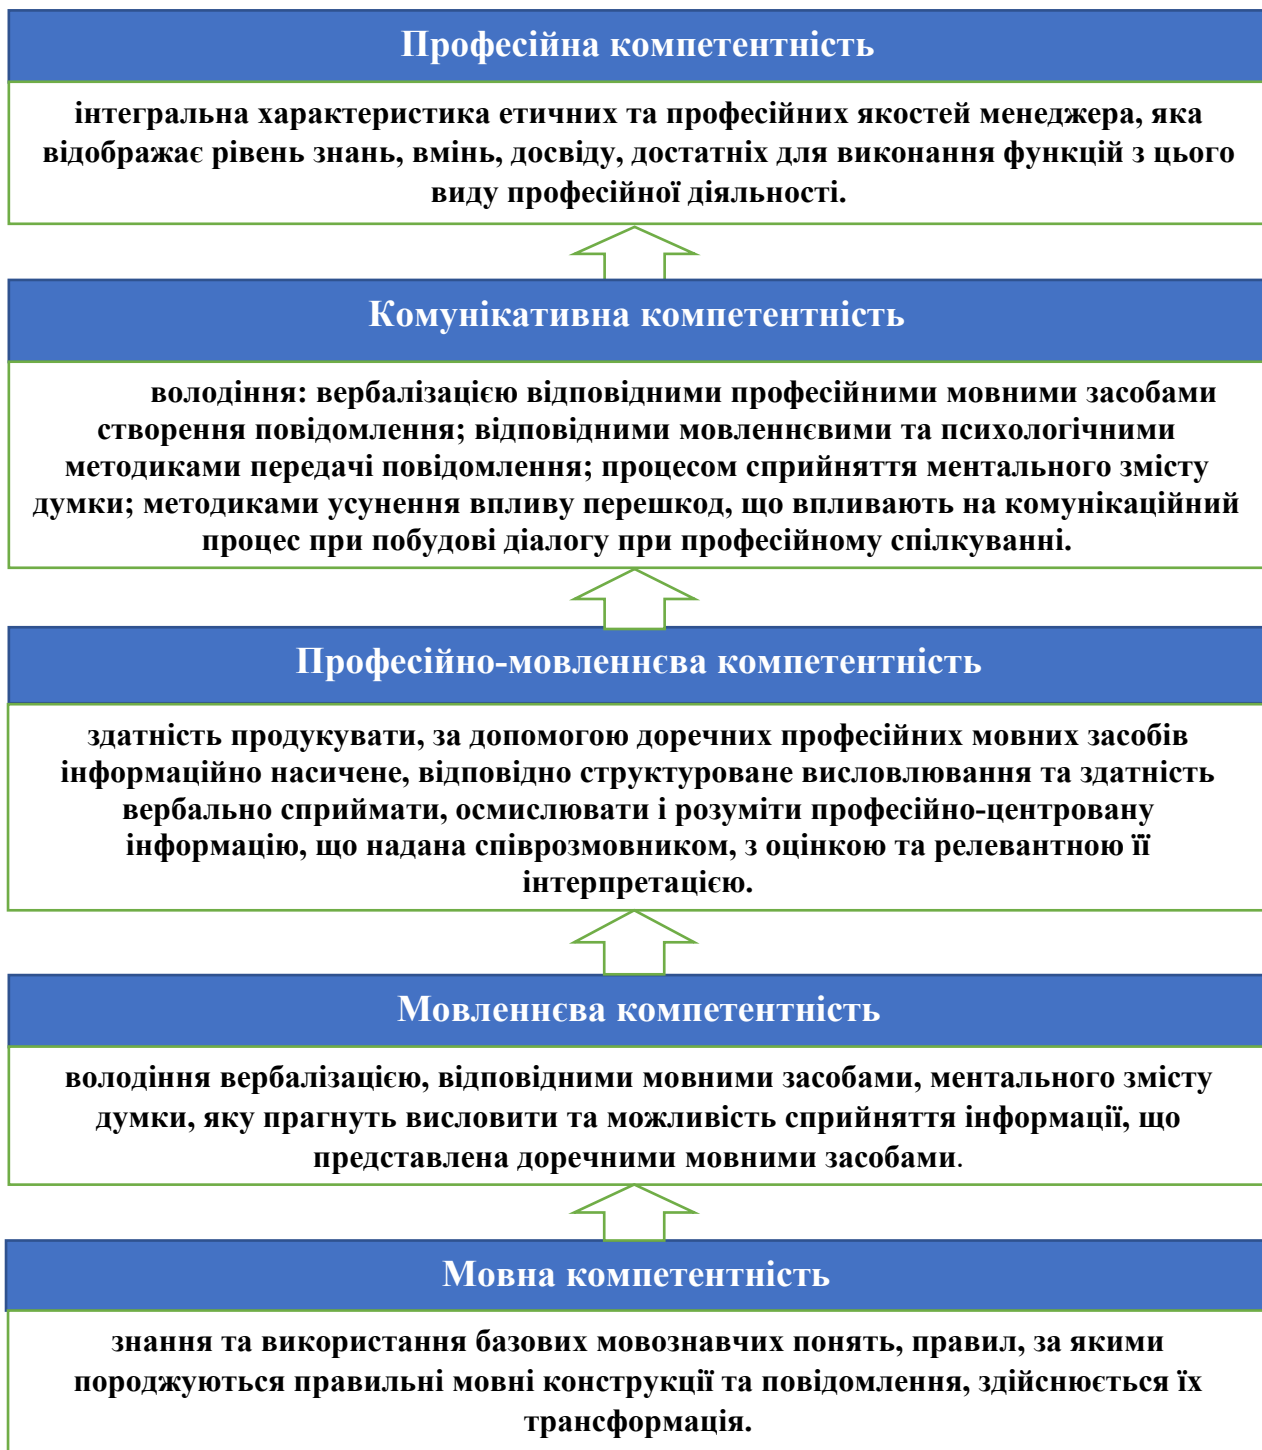 Професійна компетентність
інтегральна характеристика етичних та професійних якостей менеджера, яка
відображає рівень знань, вмінь, досвіду, достатніх для виконання функцій з цього
виду професійної діяльності.
Комунікативна компетентність
володіння: вербалізацією відповідними професійними мовними засобами
створення повідомлення; відповідними мовленнєвими та психологічними
методиками передачі повідомлення; процесом сприйняття ментального змісту
думки; методиками усунення впливу перешкод, що впливають на комунікаційний
процес при побудові діалогу при професійному спілкуванні.
Професійно-мовленнєва компетентність
здатність продукувати, за допомогою доречних професійних мовних засобів
інформаційно насичене, відповідно структуроване висловлювання та здатність
вербально сприймати, осмислювати і розуміти професійно-центровану
інформацію, що надана співрозмовником, з оцінкою та релевантною її
інтерпретацією.
Мовленнєва компетентність
володіння вербалізацією, відповідними мовними засобами, ментального змісту
думки, яку прагнуть висловити та можливість сприйняття інформації, що
представлена доречними мовними засобами.
Мовна компетентність
знання та використання базових мовознавчих понять, правил, за якими
породжуються правильні мовні конструкції та повідомлення, здійснюється їх
трансформація.